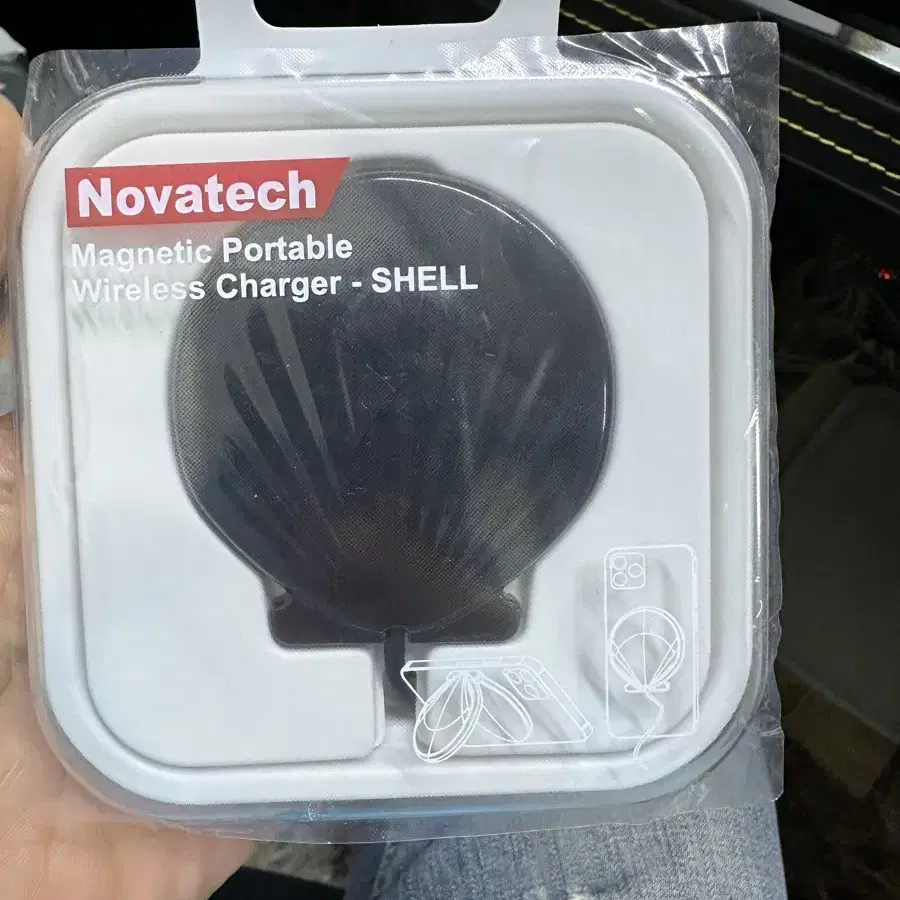 Novatech
Magnetic Portable
Wireless Charger - SHELL